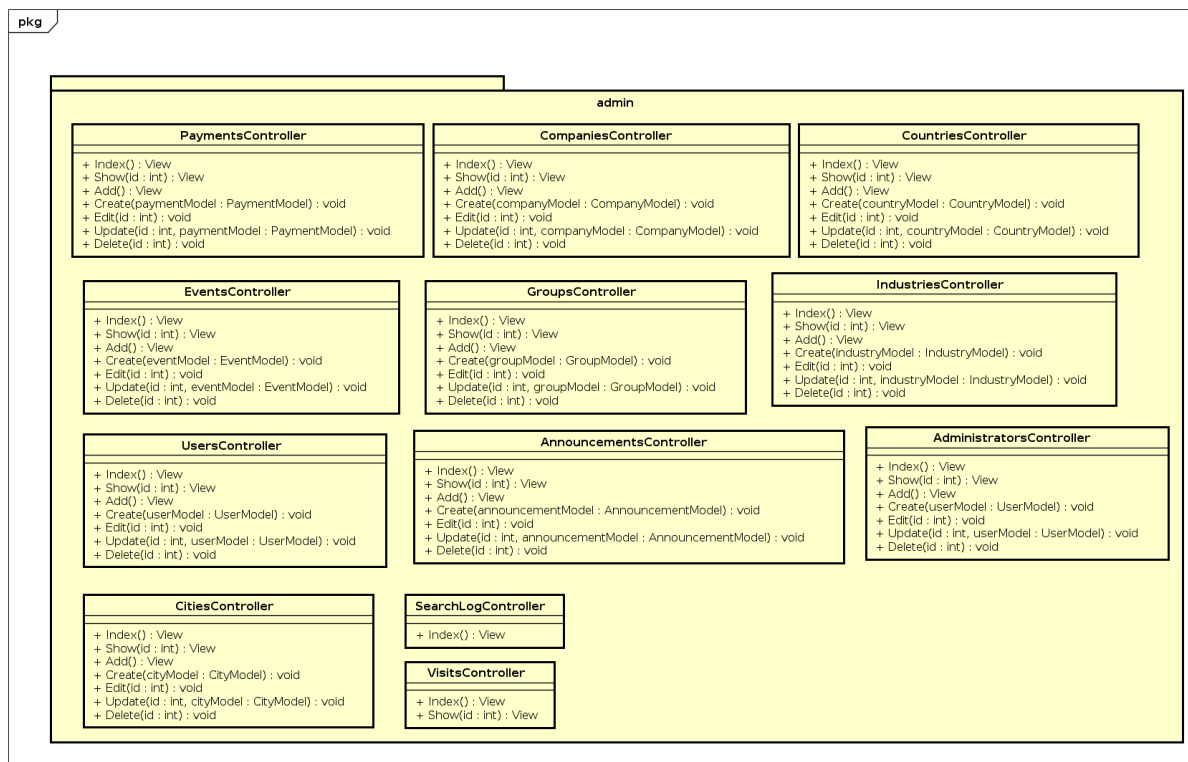 pkg
admin
PaymentsController
+ Index() : View
+ Show(id : int) : View
+ Add() : View
+ Create(paymentModel : PaymentModel) : void
+ Edit(id : int) : void
+ Update(id : int, paymentModel : PaymentModel) : void
+ Delete(id : int) : void
CompaniesController
+ Index() : View
+ Show(id : int) : View
+ Add() : View
+ Create(companyModel : CompanyModel) : void
+ Edit(id : int) : void
+ Update(id : int, companyModel : CompanyModel) : void
+ Delete(id : int) : void
CountriesController
+ Index() : View
+ Show(id : int) : View
+ Add() : View
+ Create(countryModel : CountryModel) : void
+ Edit(id : int) : void
+ Update(id : int, countryModel : CountryModel) : void
+ Delete(id : int) : void
EventsController
+ Index() : View
+ Show(id : int) : View
+ Add() : View
+ Create(eventModel : EventModel) : void
+ Edit(id : int) : void
+ Update(id : int, eventModel : EventModel) : void
+ Delete(id : int) : void
GroupsController
+ Index() : View
+ Show(id : int) : View
+ Add() : View
+ Create(groupModel : GroupModel) : void
+ Edit(id : int) : void
+ Update(id : int, groupModel : GroupModel) : void
+ Delete(id : int) : void
IndustriesController
+ Index() : View
+ Show(id : int) : View
+ Add() : View
+ Create(industryModel : IndustryModel) : void
+ Edit(id : int) : void
+ Update(id : int, industryModel : IndustryModel) : void
+ Delete(id : int) : void
UsersController
+ Index() : View
+ Show(id : int) : View
+ Add() : View
+ Create(userModel : UserModel) : void
+ Edit(id : int) : void
+ Update(id : int, userModel : UserModel) : void
+ Delete(id : int) : void
AnnouncementsController
+ Index() : View
+ Show(id : int) : View
+ Add() : View
+ Create(announcementModel : AnnouncementModel) : void
+ Edit(id : int) : void
+ Update(id : int, announcementModel : AnnouncementModel) : void
+ Delete(id : int) : void
AdministratorsController
+ Index() : View
+ Show(id : int) : View
+ Add() : View
+ Create(userModel : UserModel) : void
+ Edit(id : int) : void
+ Update(id : int, userModel : UserModel) : void
+ Delete(id : int) : void
CitiesController
+ Index() : View
+ Show(id : int) : View
+ Add() : View
+ Create(cityModel : CityModel) : void
+ Edit(id : int) : void
+ Update(id : int, cityModel : CityModel) : void
+ Delete(id : int) : void
SearchLogController
+ Index() : View
VisitsController
+ Index() : View
+ Show(id : int) : View